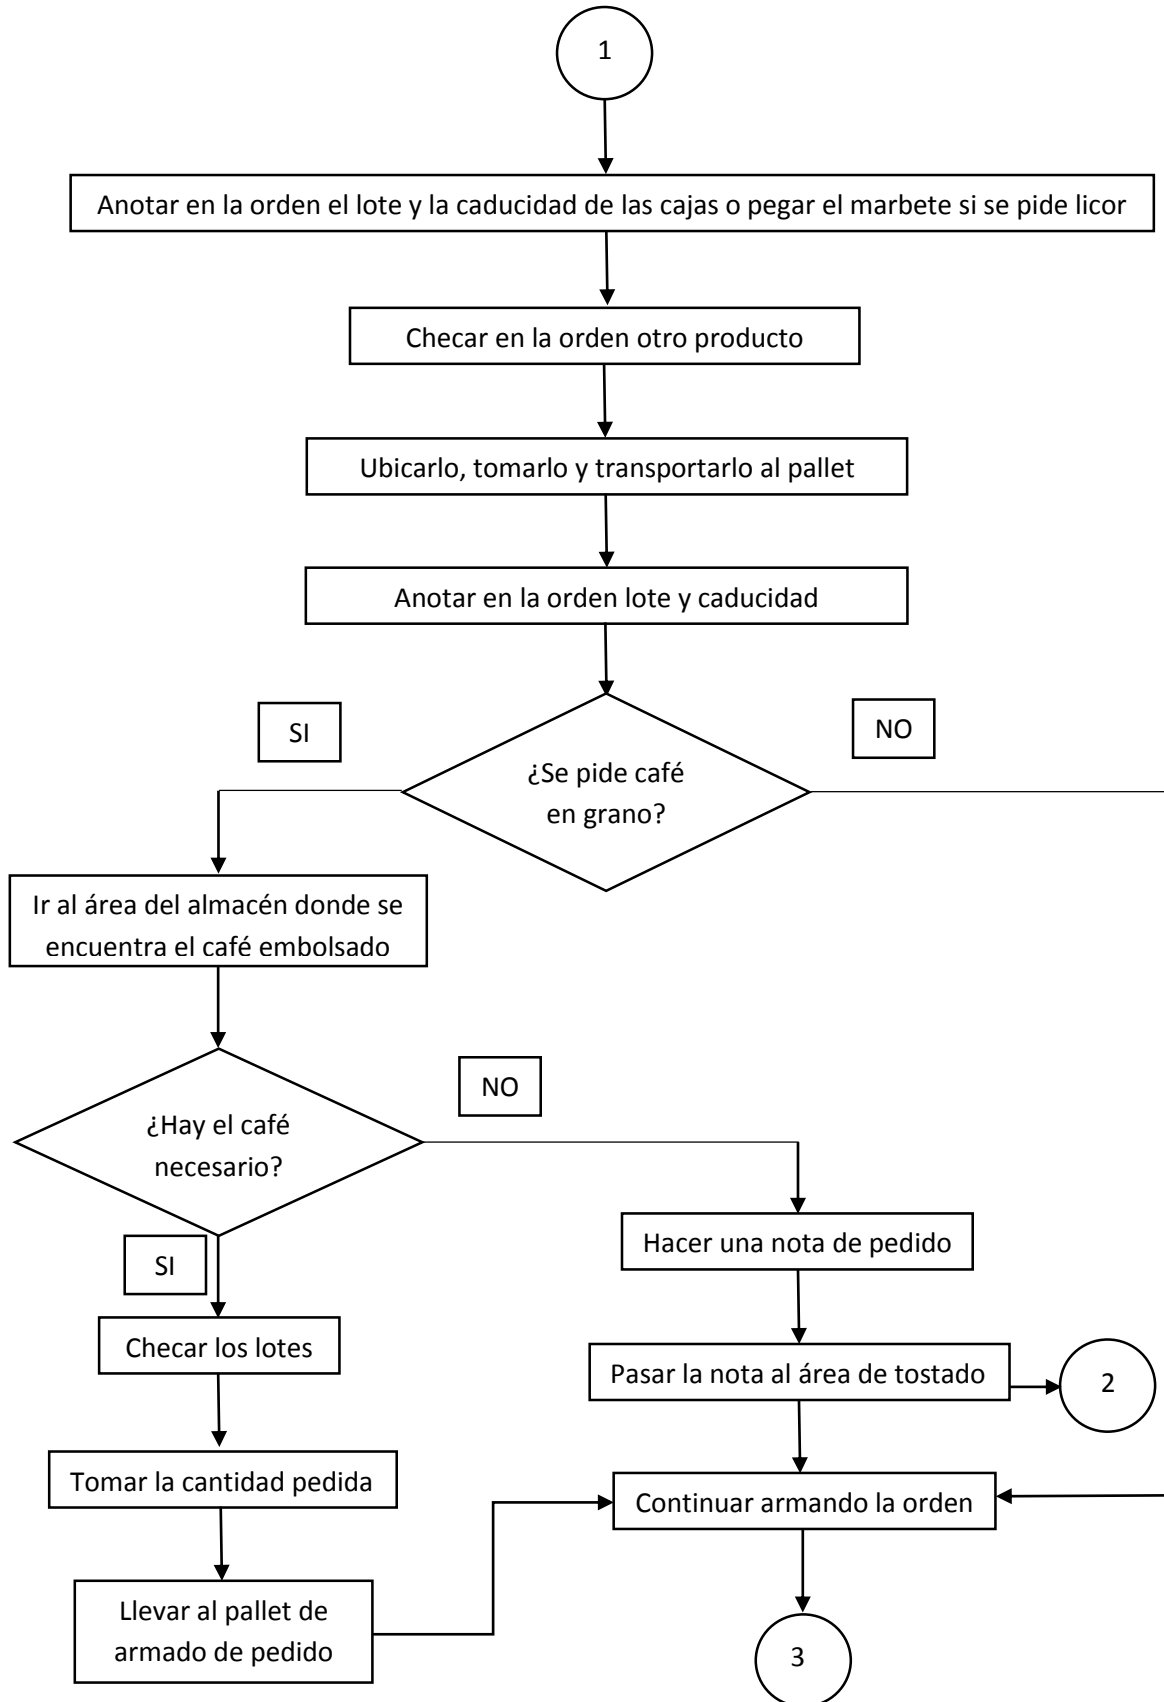 1
Anotar en la orden el lote y la caducidad de las cajas o pegar el marbete si se pide licor
Checar en la orden otro producto
Ubicarlo, tomarlo y transportarlo al pallet
Anotar en la orden lote y caducidad
SI
NO
¿Se pide café
en grano?
Ir al área del almacén donde se
encuentra el café embolsado
NO
¿Hay el café
necesario?
SI
Hacer una nota de pedido
Checar los lotes
Pasar la nota al área de tostado
2
Tomar la cantidad pedida
Continuar armando la orden
Llevar al pallet de
armado de pedido
3